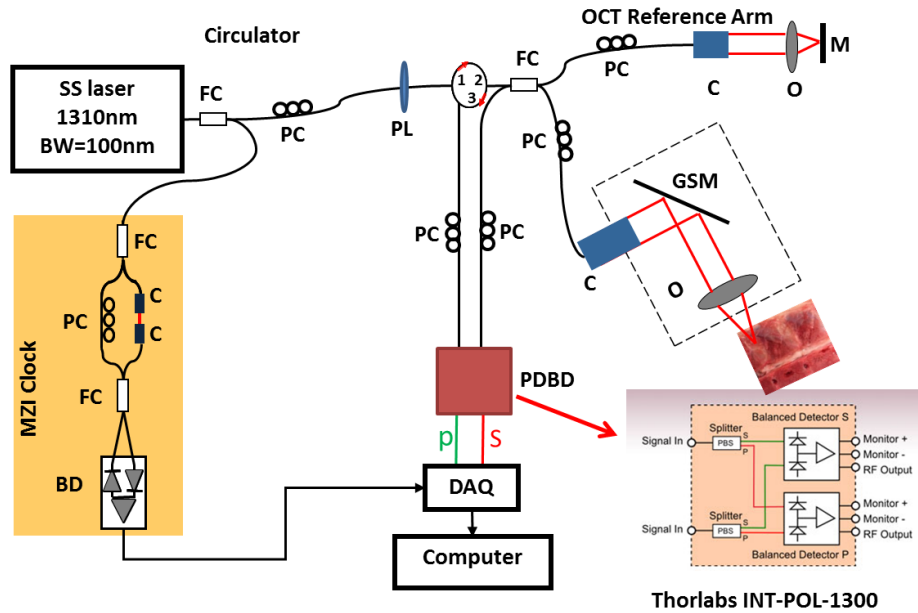 Circulator
OCT Reference Arm
SS laser
1310nm
BW=100nm
FC
PC
PL
1 2
3
FC
PC
C
O
M
PC
GSM
C
O
PC
PC
MZI Clock
FC
PC
C
C
FC
BD
PDBD
p
S
DAQ
Computer
Balanced Detector S
Splitter
Signal In
PBS
S
P
Monitor +
Monitor -
RF Output
Splitter
Signal In
PBS
S
P
Monitor +
Monitor -
RF Output
Balanced Detector P
Thorlabs INT-POL-1300